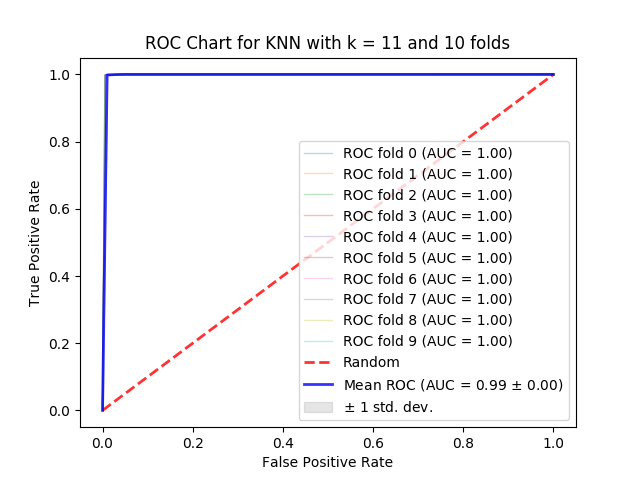 ROC Chart for KNN with k = 11 and 10 folds
True Positive Rate
1.0
0.8
0.6
0.4
0.2
0.0
ROC fold 0 (AUC = 1.00)
ROC fold 1 (AUC = 1.00)
ROC fold 2 (AUC = 1.00)
ROC fold 3 (AUC = 1.00)
ROC fold 4 (AUC = 1.00)
ROC fold 5 (AUC = 1.00)
ROC fold 6 (AUC = 1.00)
ROC fold 7 (AUC = 1.00)
ROC fold 8 (AUC = 1.00)
ROC fold 9 (AUC = 1.00)
Random
Mean ROC (AUC = 0.99 ± 0.00)
± 1 std. dev.
0.0 0.2 0.4 0.6 0.8 1.0
False Positive Rate